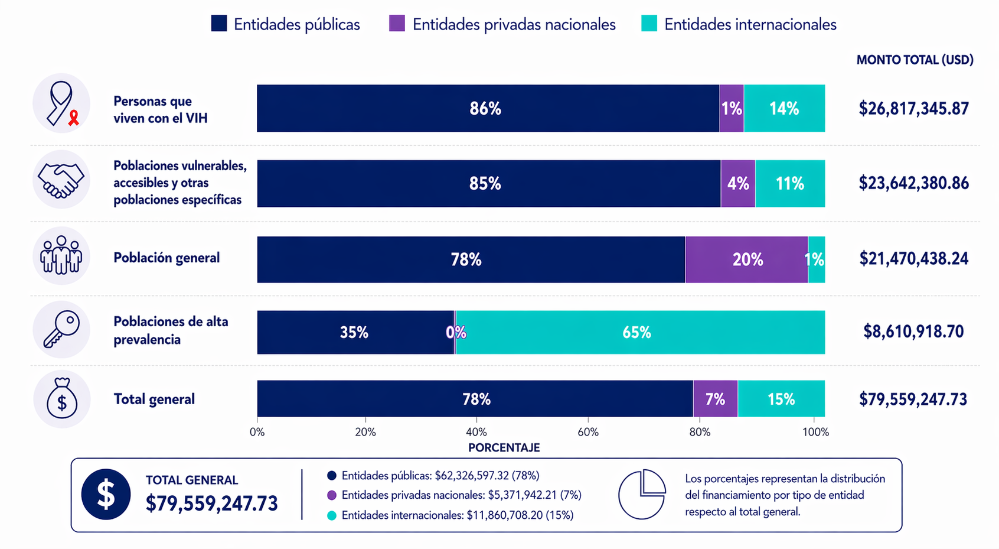 Entidades públicas Entidades privadas nacionales Entidades internacionales
MONTO TOTAL (USD)
Personas que
viven con el VIH
86% 1% 14%
$26,817,345.87
Poblaciones vulnerables,
accesibles y otras
poblaciones específicas
85% 4% 11%
$23,642,380.86
Población general
78% 20% 1%
$21,470,438.24
Poblaciones de alta
prevalencia
35% 0% 65%
$8,610,918.70
$
Total general
78% 7% 15%
$79,559,247.73
0% 20% 40% 60% 80% 100%
PORCENTAJE
$
TOTAL GENERAL
$79,559,247.73
Entidades públicas: $62,326,597.32 (78%)
Entidades privadas nacionales: $5,371,942.21 (7%)
Entidades internacionales: $11,860,708.20 (15%)
Los porcentajes representan la distribución
del financiamiento por tipo de entidad
respecto al total general.